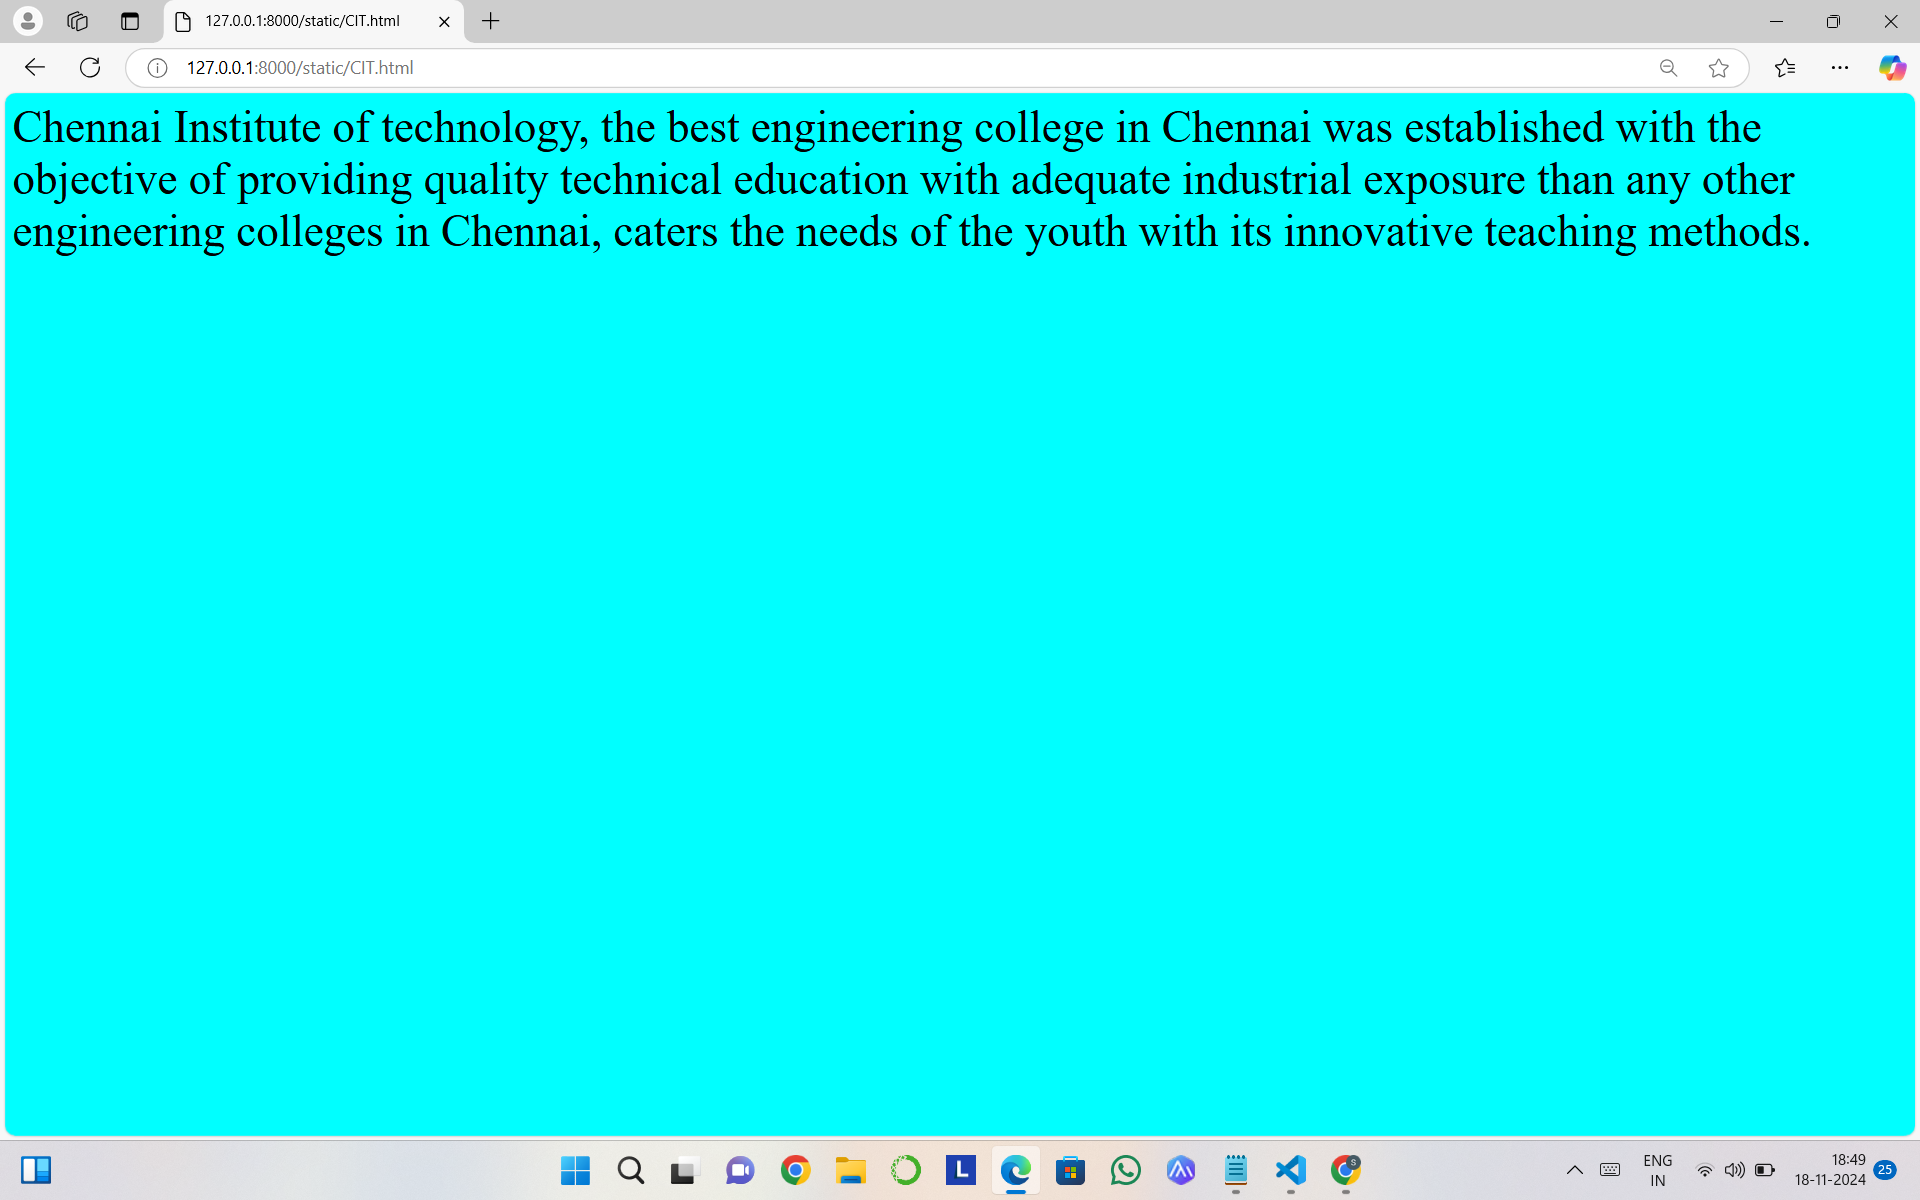 127.0.0.1:8000/static/CIT.html
127.0.0.1:8000/static/CIT.html
Chennai Institute of technology, the best engineering college in Chennai was established with the
objective of providing quality technical education with adequate industrial exposure than any other
engineering colleges in Chennai, caters the needs of the youth with its innovative teaching methods.
L
S
ENG
IN
18:49
18-11-2024
25